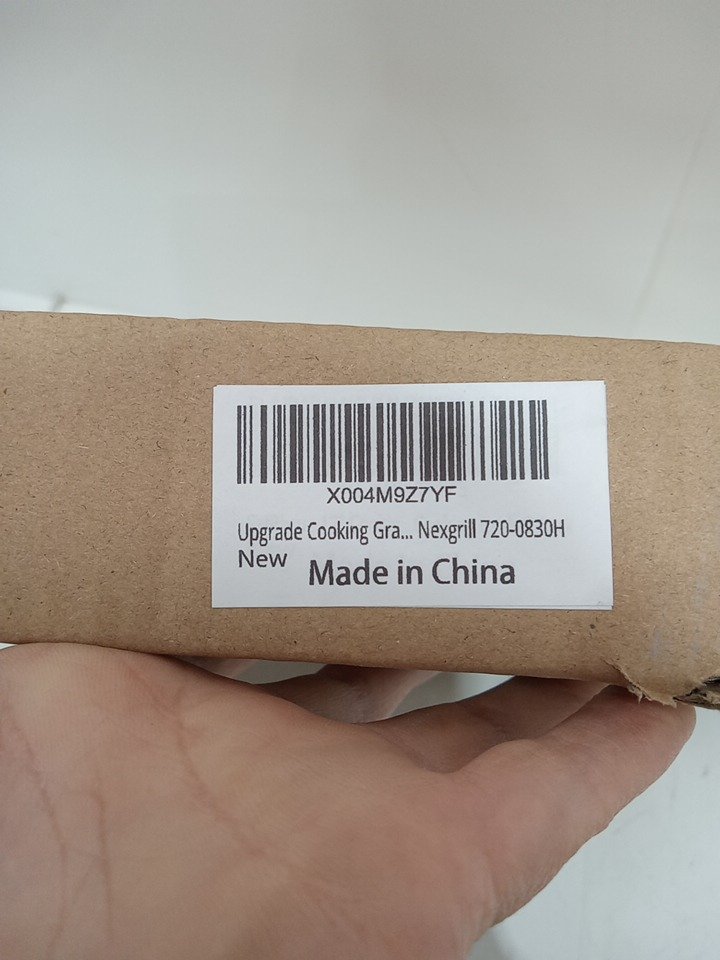 X004M9Z7YF
Upgrade Cooking Gra... Nexgrill 720-0830H
New
Made in China